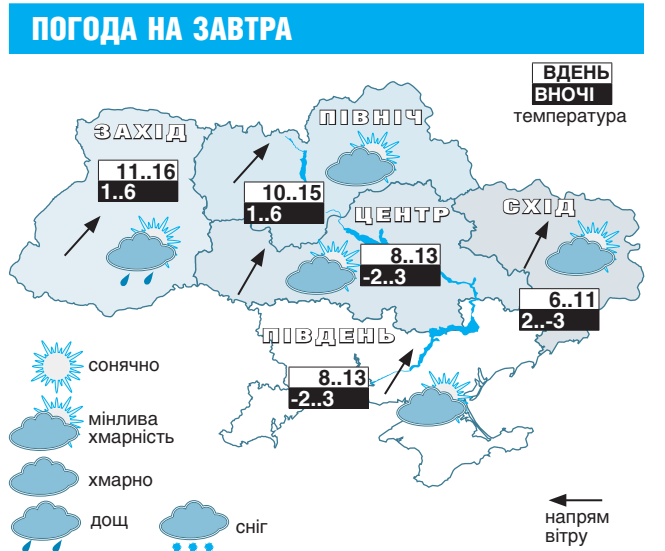 ПОГОДА НА ЗАВТРА
ВДЕНЬ
ВНОЧІ
температура
ЗАХІД
11..16
1..6
ПІВНІЧ
10..15
1..6
ЦЕНТР
8..13
-2..3
СХІД
6..11
2..-3
ПІВДЕНЬ
8..13
-2..3
сонячно
мінлива
хмарність
хмарно
дощ
сніг
напрям
вітру